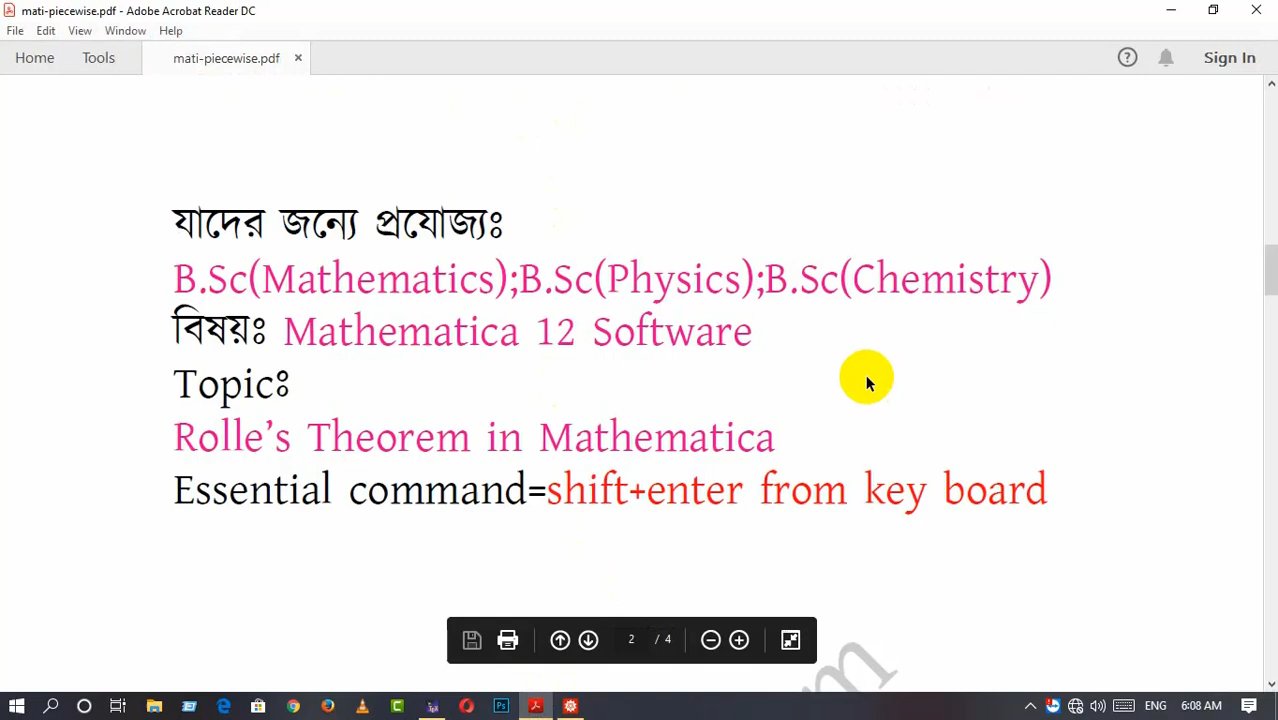 mati-piecewise.pdf - Adobe Acrobat Reader DC
File Edit View Window Help
Home Tools mati-piecewise.pdf × ? Sign In
যাদের জন্যে প্রযোজ্যঃ
B.Sc(Mathematics);B.Sc(Physics);B.Sc(Chemistry)
বিষয়ঃ Mathematica 12 Software
Topicঃ
Rolle’s Theorem in Mathematica
Essential command=shift+enter from key board
2 / 4
m
Ps ENG 6:08 AM